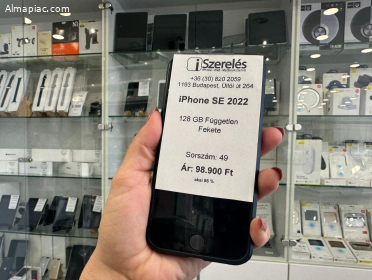 Almapiac.com
iSzerelés
+36 (30) 820 2059
1193 Budapest, Üllői út 254
iPhone SE 2022
128 GB Független
Fekete
Sorszám: 49
Ár: 98.900 Ft